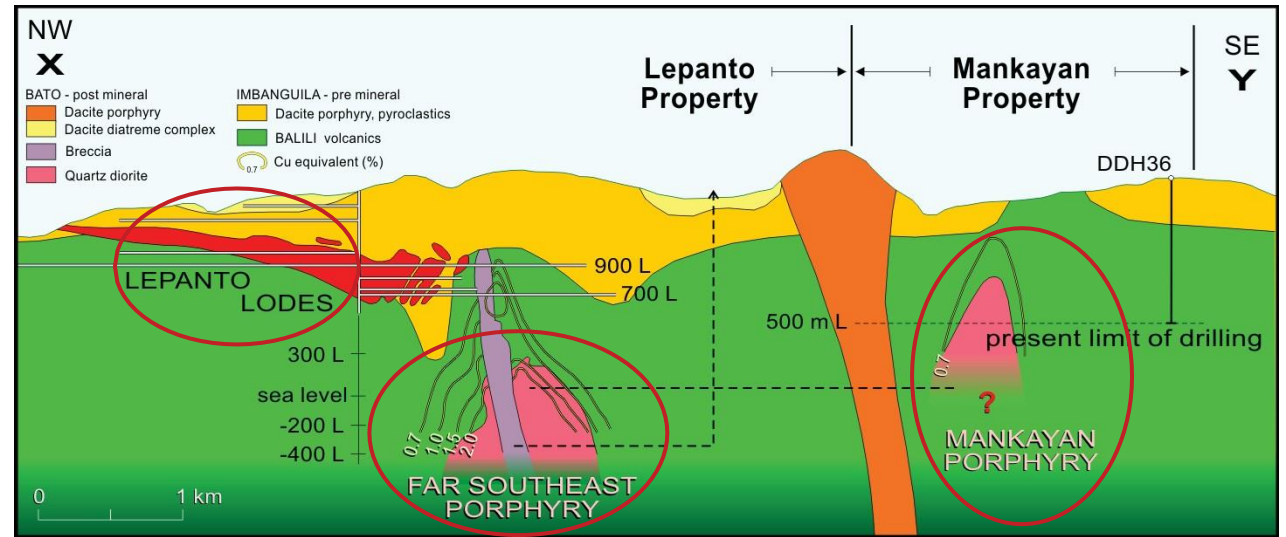 NW
X
SE
Y
BATO - post mineral
Dacite porphyry
Dacite diatreme complex
Breccia
Quartz diorite
IMBANGUILA - pre mineral
Dacite porphyry, pyroclastics
BALILI volcanics
0.7
Cu equivalent (%)
Lepanto
Property
Mankayan
Property
DDH36
LEPANTO
LODES
900 L
700 L
500 m L
present limit of drilling
300 L
sea level
-200 L
-400 L
0.7
1.0
1.5
2.0
FAR SOUTHEAST
PORPHYRY
0.7
?
MANKAYAN
PORPHYRY
0
1 km